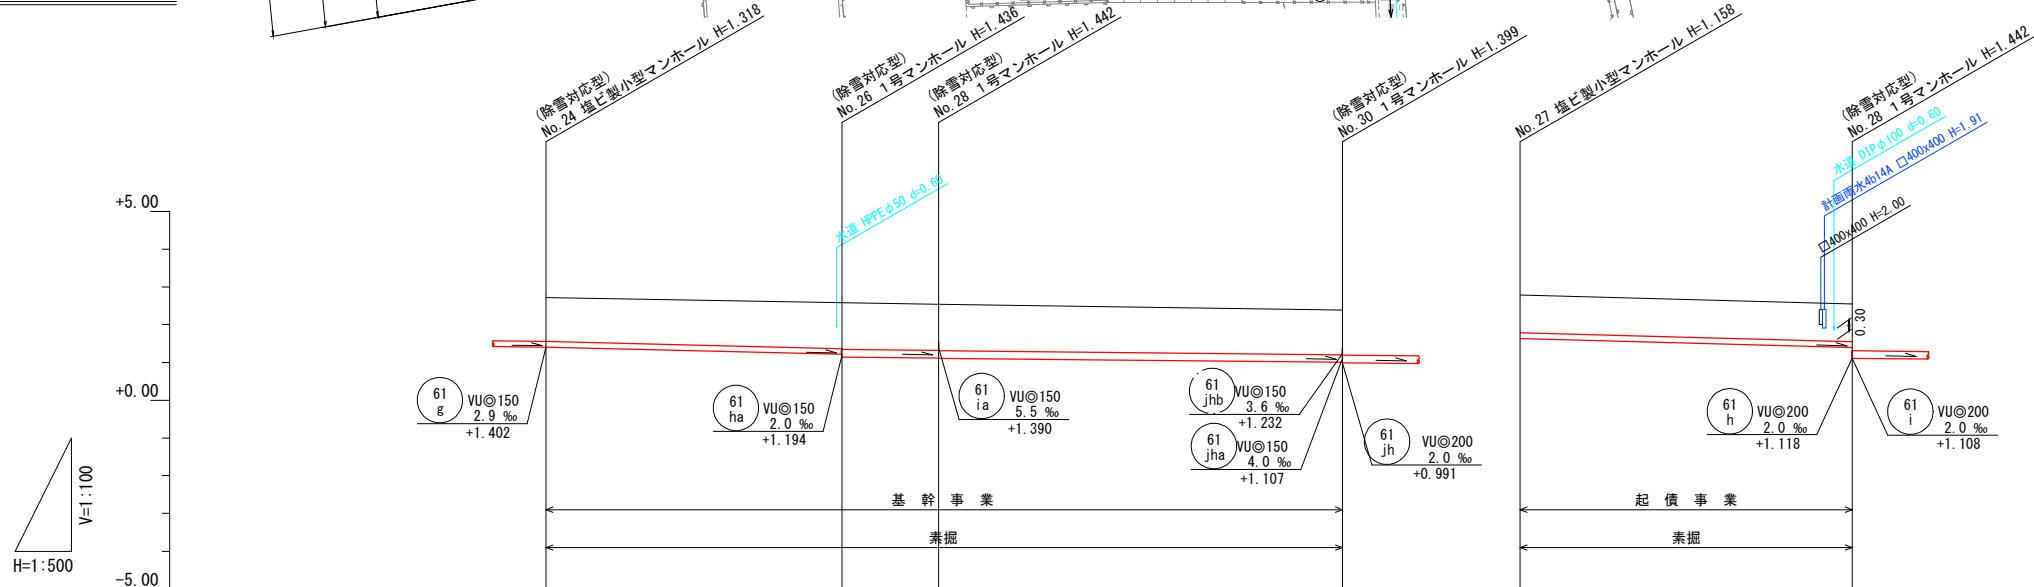 (除雪対応型)
No.24 塩ビ製小型マンホール H=1.318
(除雪対応型)
No.26 1号マンホール H=1.436
(除雪対応型)
No.28 1号マンホール H=1.442
(除雪対応型)
No.30 1号マンホール H=1.399
No.27 塩ビ製小型マンホール H=1.158
(除雪対応型)
No.28 1号マンホール H=1.442
水道 HPPEφ50 d=0.60
水道 DIPφ100 d=0.60
計画雨水4b14A □400x400 H=1.91
□400x400 H=2.00
0.30
+5.00
+0.00
-5.00
61
g
VU◎150
2.9 ‰
+1.402
61
ha
VU◎150
2.0 ‰
+1.194
61
ia
VU◎150
5.5 ‰
+1.390
61
jhb
VU◎150
3.6 ‰
+1.232
61
jha
VU◎150
4.0 ‰
+1.107
61
jh
VU◎200
2.0 ‰
+0.991
61
h
VU◎200
2.0 ‰
+1.118
61
i
VU◎200
2.0 ‰
+1.108
基幹事業
素掘
起債事業
素掘
V=1:100
H=1:500